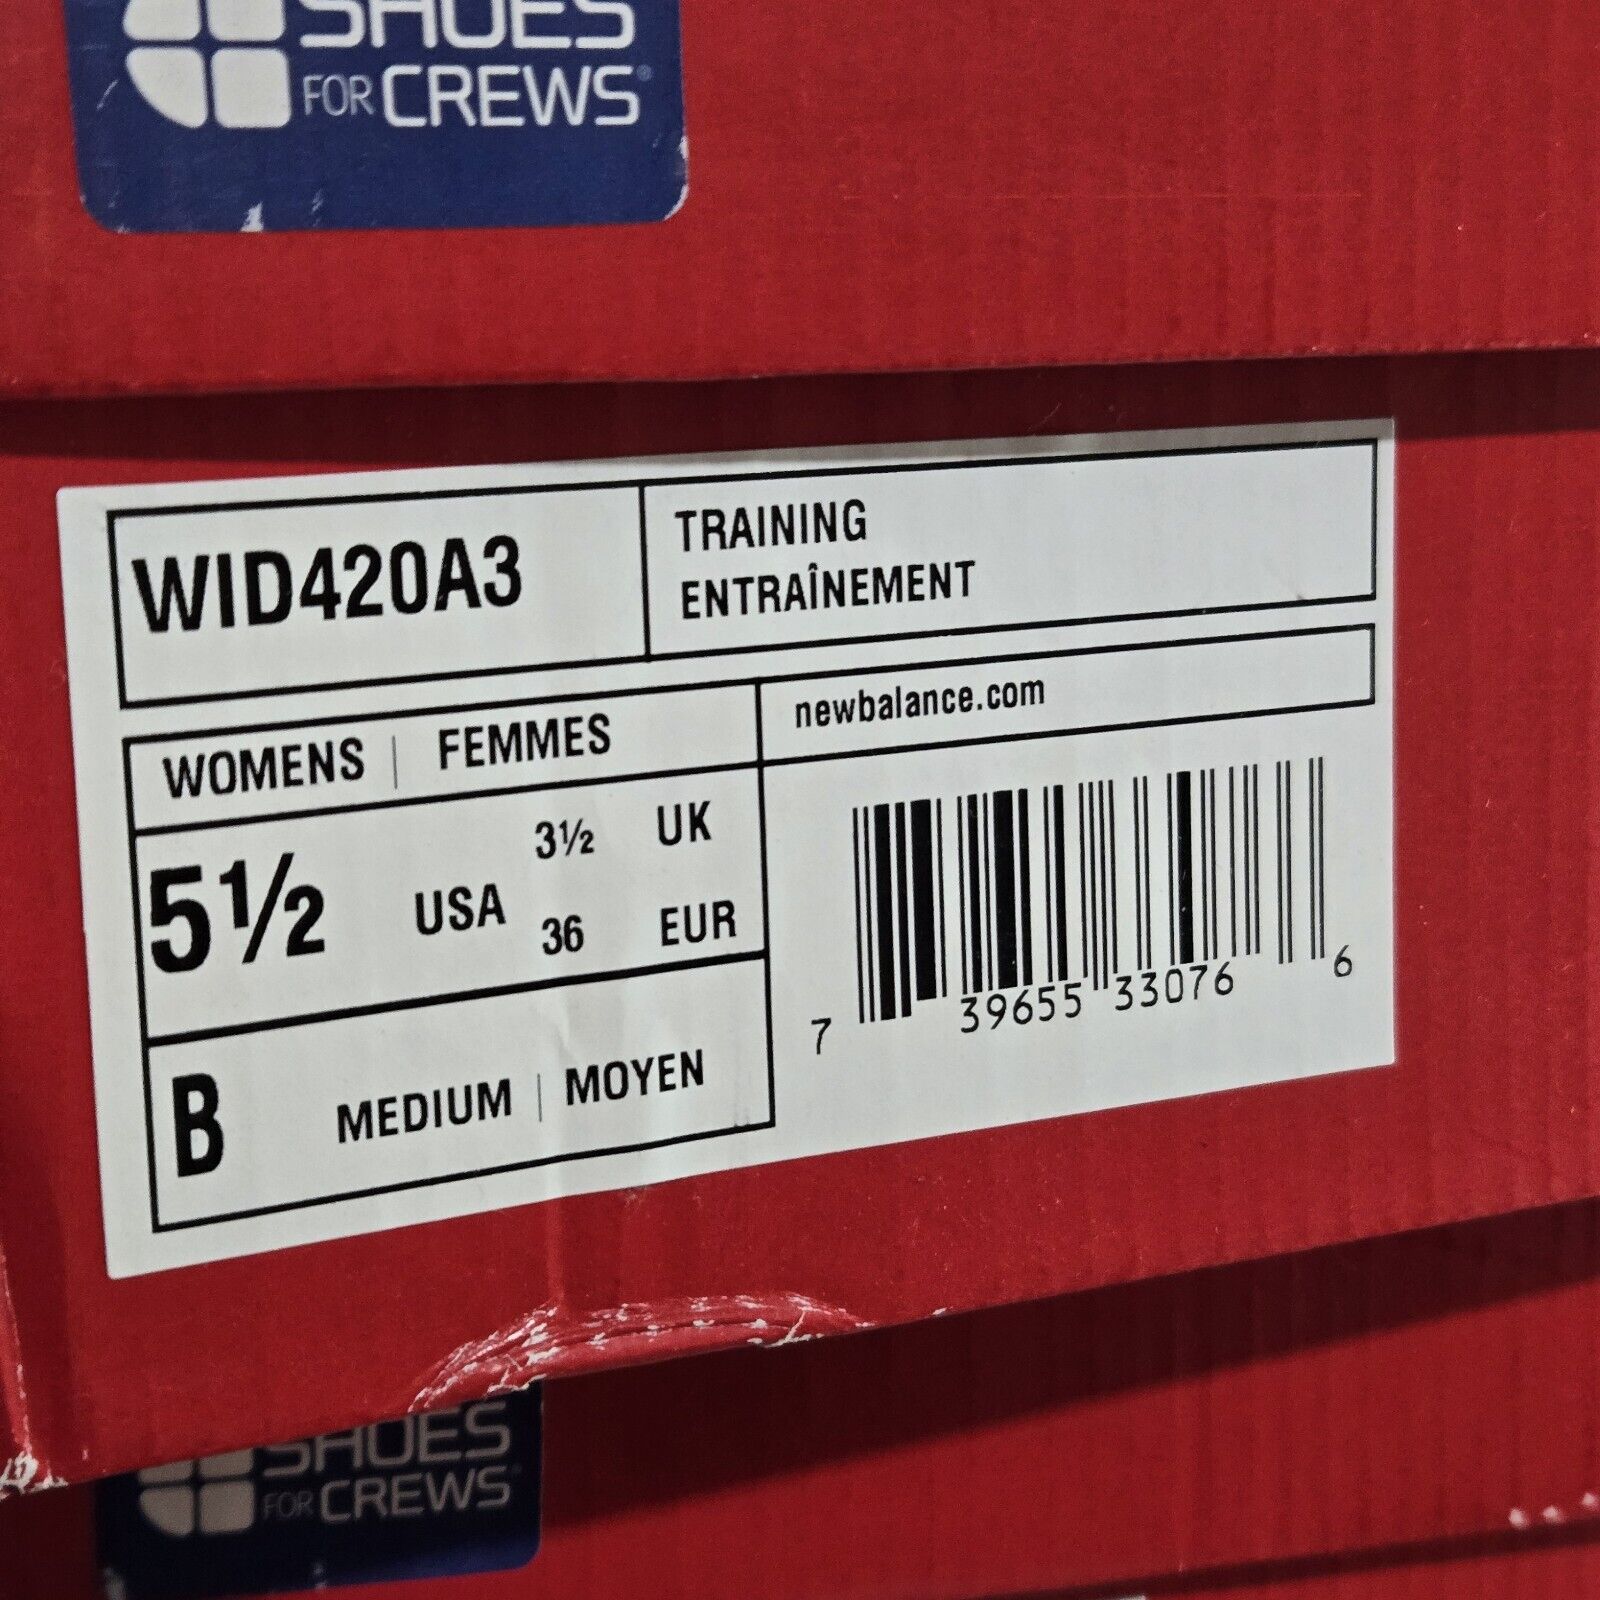 SHOES
FOR CREWS®
WID420A3
TRAINING
ENTRAÎNEMENT
WOMENS | FEMMES
newbalance.com
5½ USA
3½ UK
36 EUR
B MEDIUM | MOYEN
7 39655 33076 6
SHOES
FOR CREWS